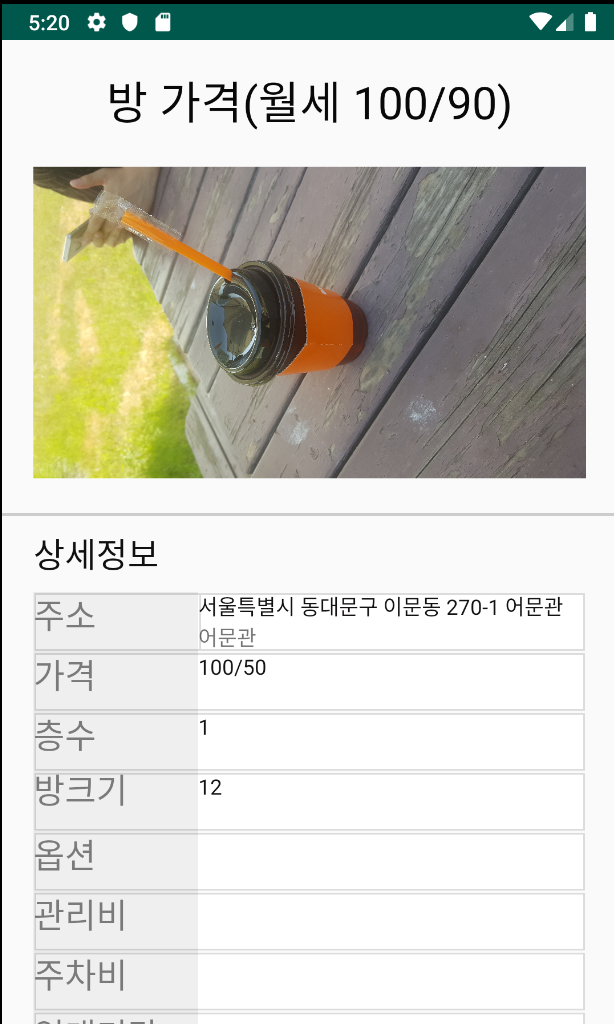 5:20
방 가격(월세 100/90)
상세정보
주소
서울특별시 동대문구 이문동 270-1 어문관
어문관
가격
100/50
층수
1
방크기
12
옵션
관리비
주차비